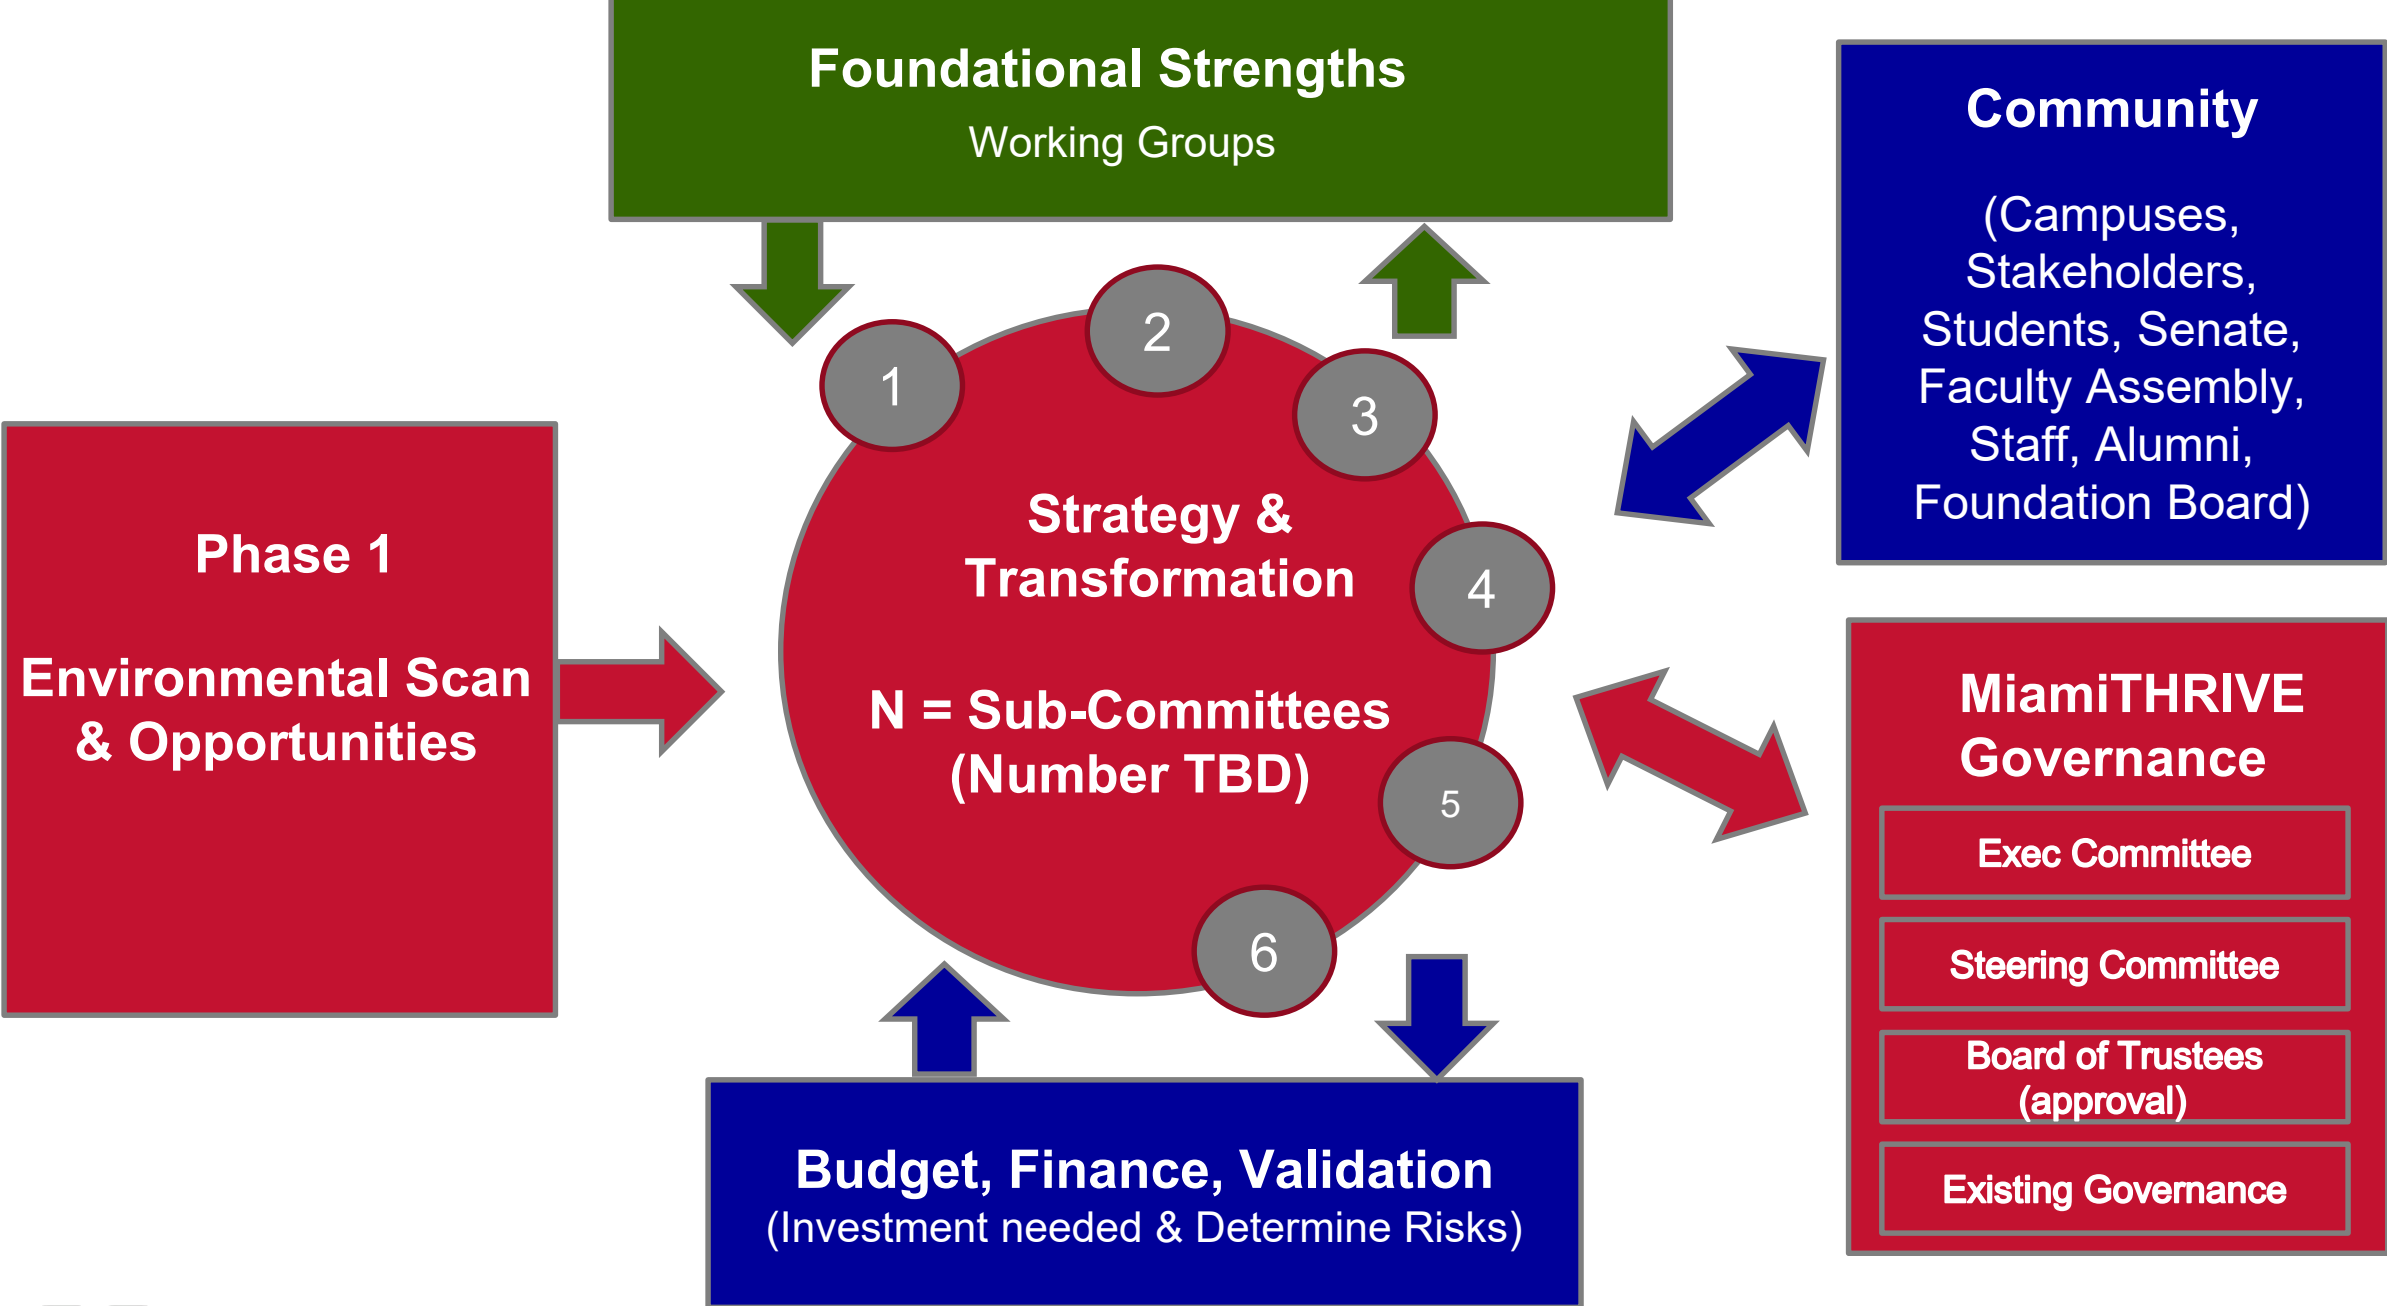 Foundational Strengths
Working Groups
Community
(Campuses,
Stakeholders,
Students, Senate,
Faculty Assembly,
Staff, Alumni,
Foundation Board)
1
2
3
4
5
6
Phase 1
Environmental Scan
& Opportunities
Strategy &
Transformation
N = Sub-Committees
(Number TBD)
MiamiTHRIVE
Governance
Exec Committee
Steering Committee
Board of Trustees
(approval)
Existing Governance
Budget, Finance, Validation
(Investment needed & Determine Risks)